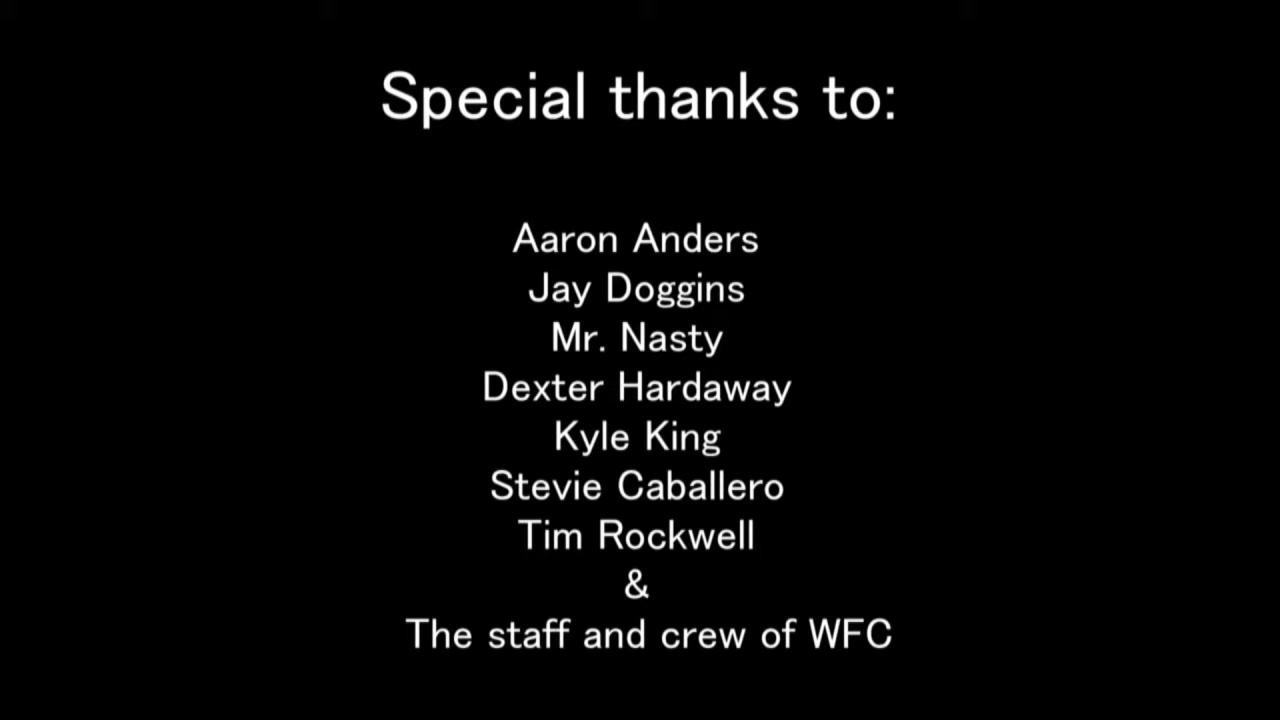 Special thanks to:
Aaron Anders
Jay Doggins
Mr. Nasty
Dexter Hardaway
Kyle King
Stevie Caballero
Tim Rockwell
&
The staff and crew of WFC